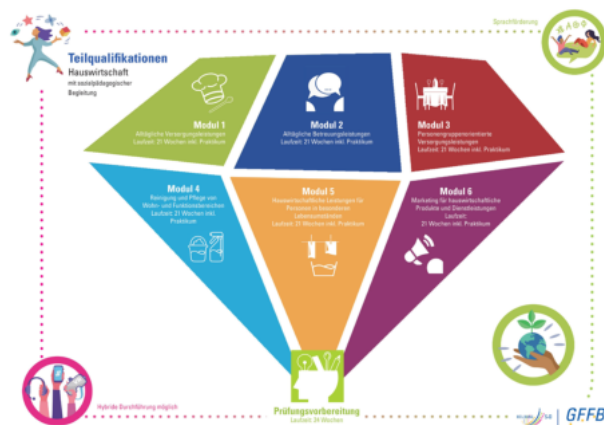 Sprachförderung
Teilqualifikationen
Hauswirtschaft
mit sozialpädagogischer
Begleitung
Modul 1
Alltägliche Versorgungsleistungen
Laufzeit: 21 Wochen inkl. Praktikum
Modul 2
Alltägliche Betreuungsleistungen
Laufzeit: 21 Wochen inkl. Praktikum
Modul 3
Personengruppenorientierte
Versorgungsleistungen
Laufzeit: 21 Wochen inkl. Praktikum
Modul 4
Reinigung und Pflege von
Wohn- und Funktionsbereichen
Laufzeit: 21 Wochen inkl.
Praktikum
Modul 5
Hauswirtschaftliche Leistungen für
Personen in besonderen
Lebensumständen
Laufzeit: 21 Wochen inkl. Praktikum
Modul 6
Marketing für hauswirtschaftliche
Produkte und Dienstleistungen
Laufzeit:
21 Wochen inkl. Praktikum
Hybride Durchführung möglich
Prüfungsvorbereitung
Laufzeit: 24 Wochen
GFFB